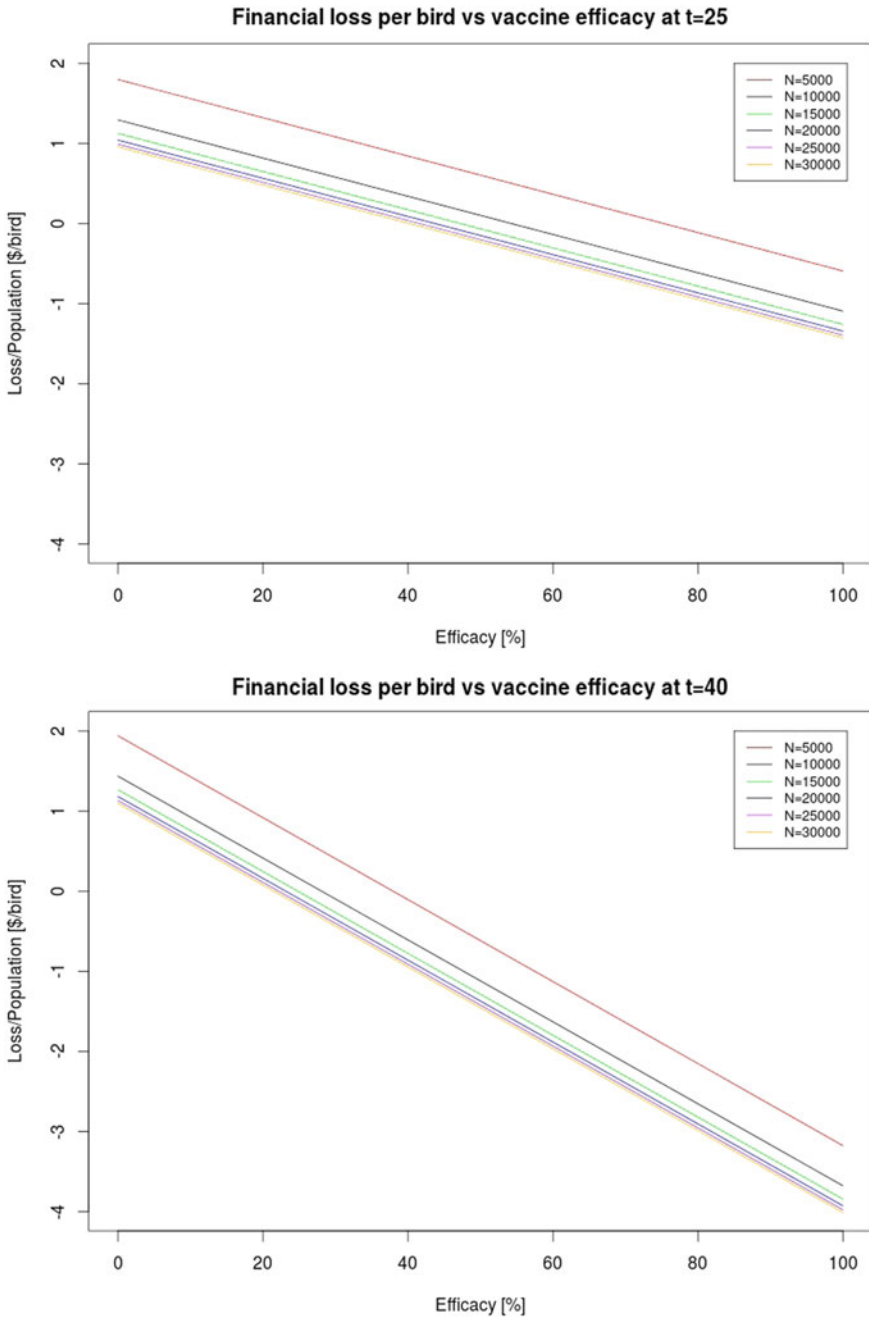 Financial loss per bird vs vaccine efficacy at t=25
Loss/Population [$/bird]
2
1
0
-1
-2
-3
-4
N=5000
N=10000
N=15000
N=20000
N=25000
N=30000
0 20 40 60 80 100
Efficacy [%]
Financial loss per bird vs vaccine efficacy at t=40
Loss/Population [$/bird]
2
1
0
-1
-2
-3
-4
N=5000
N=10000
N=15000
N=20000
N=25000
N=30000
0 20 40 60 80 100
Efficacy [%]